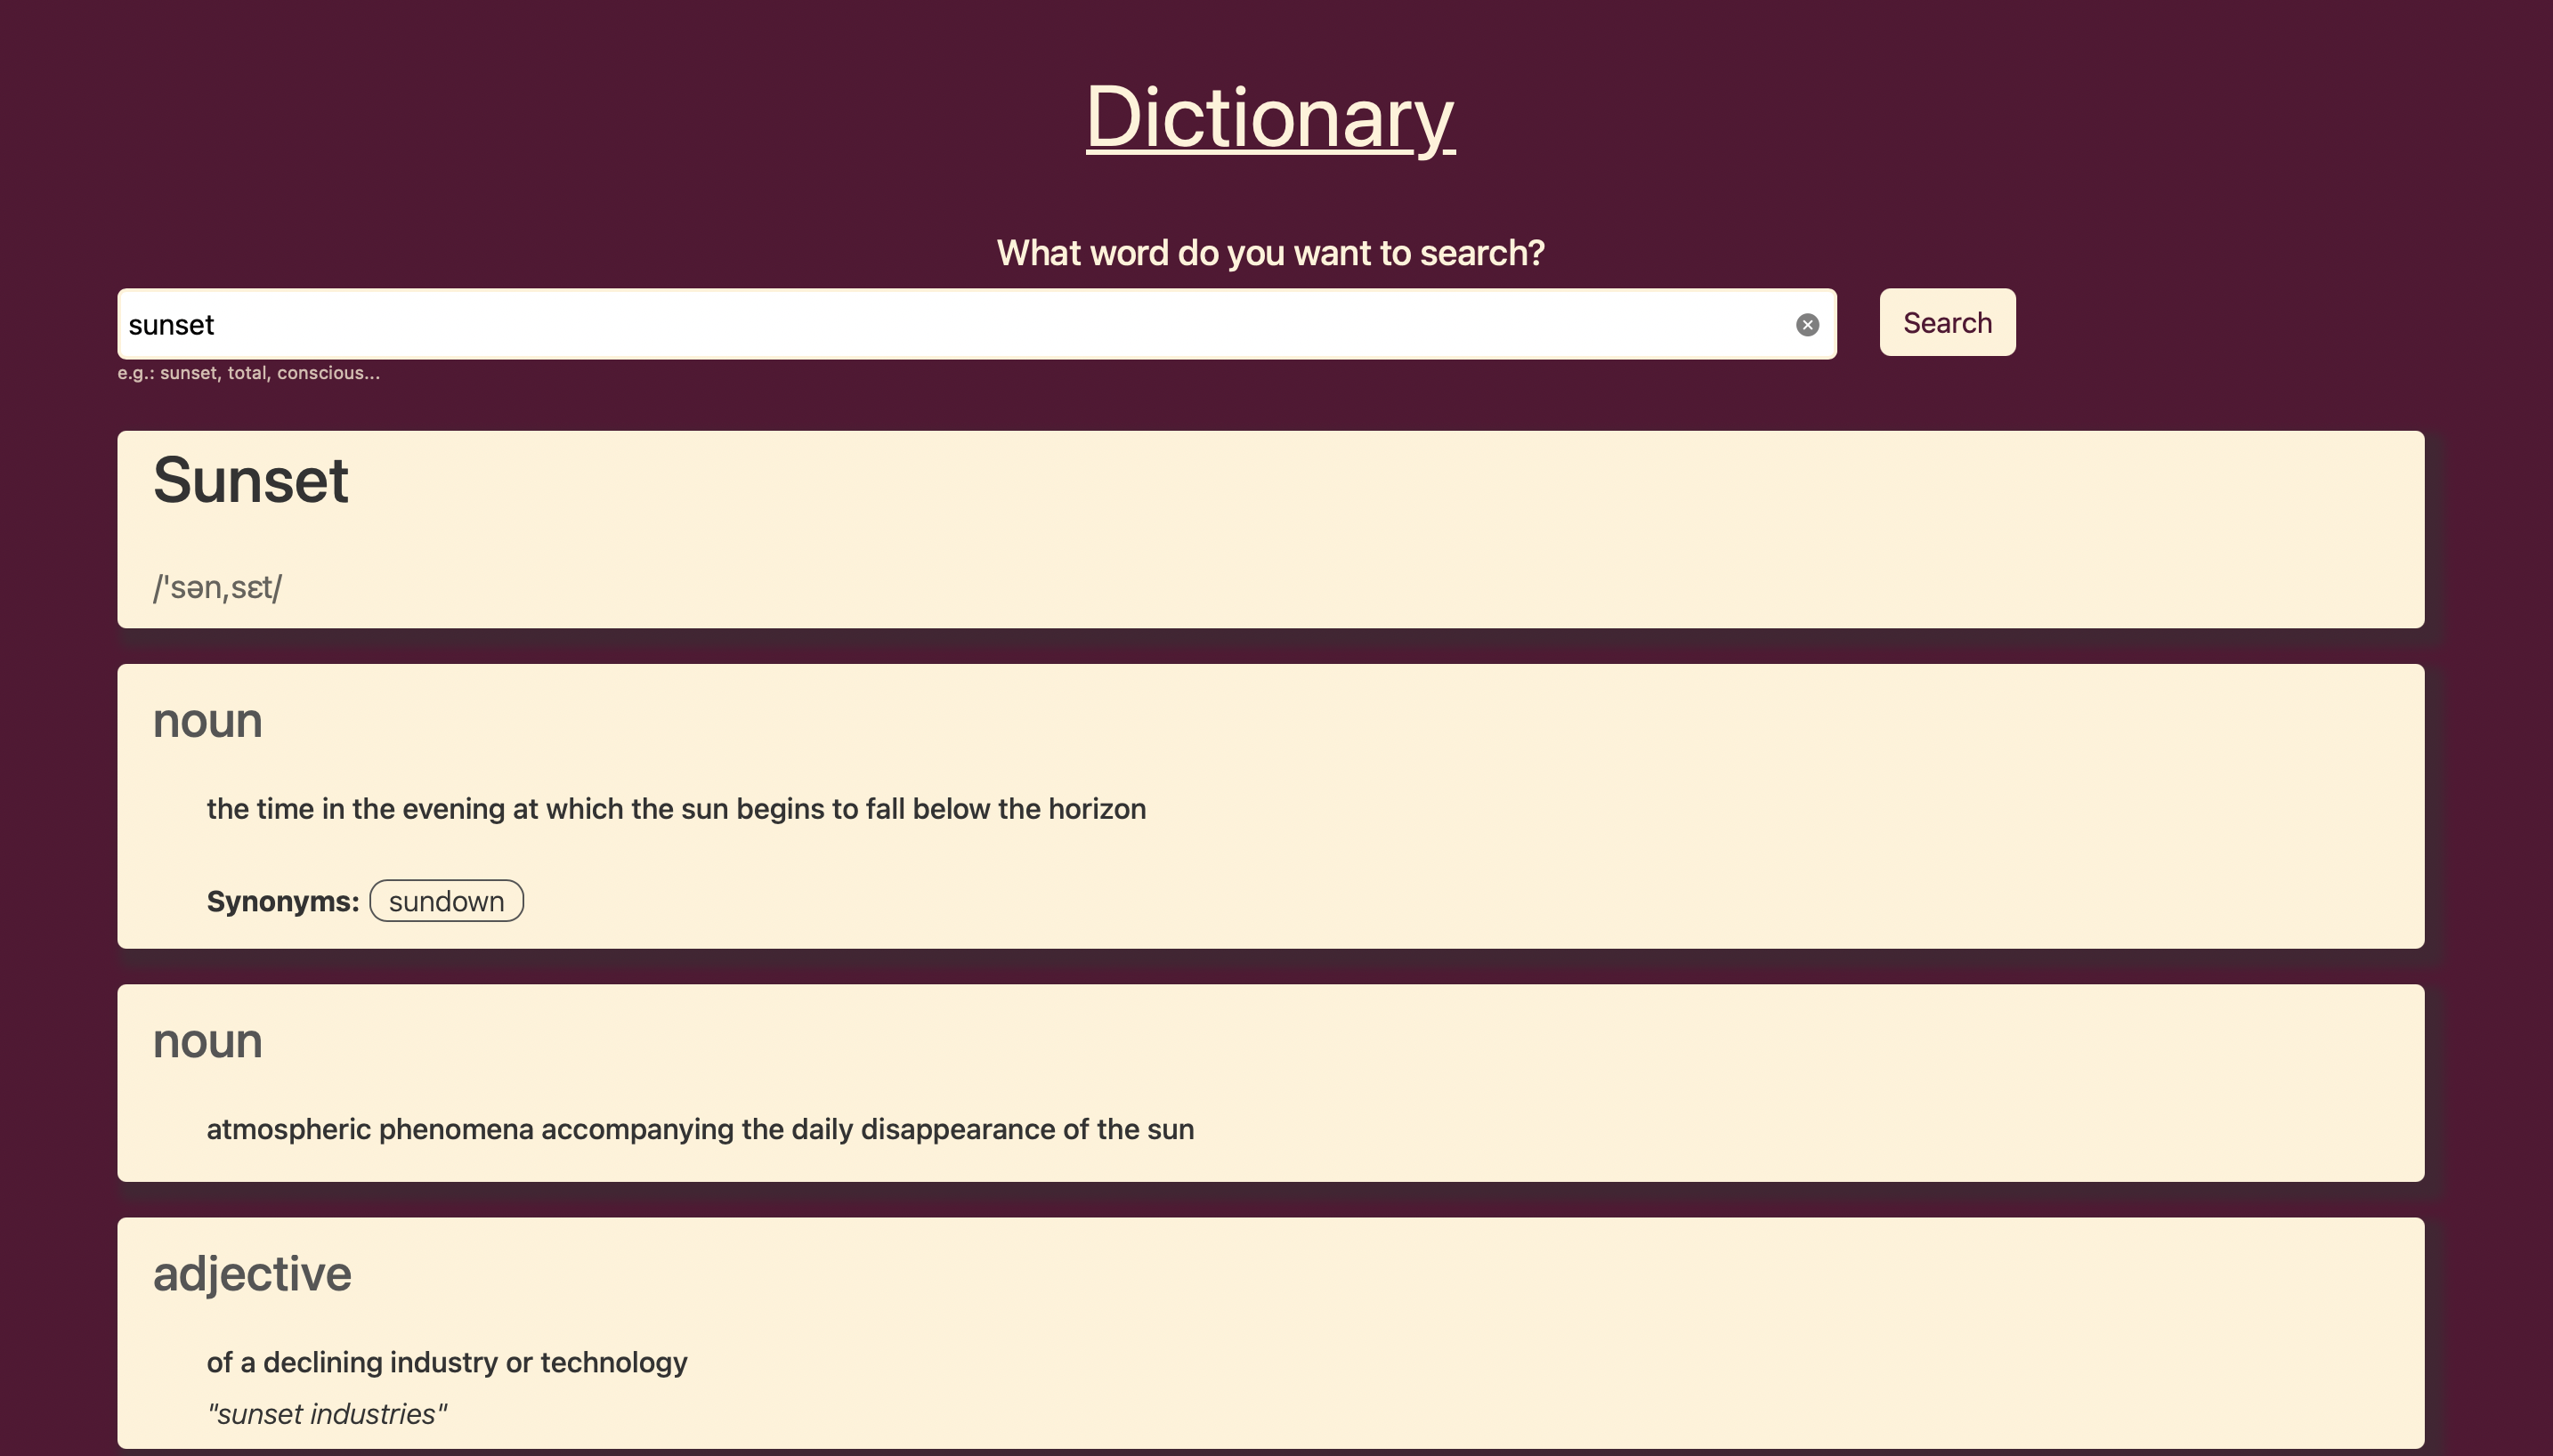 Dictionary
What word do you want to search?
sunset
Search
e.g.: sunset, total, conscious...
Sunset
/'sən,sɛt/
noun
the time in the evening at which the sun begins to fall below the horizon
Synonyms: sundown
noun
atmospheric phenomena accompanying the daily disappearance of the sun
adjective
of a declining industry or technology
"sunset industries"